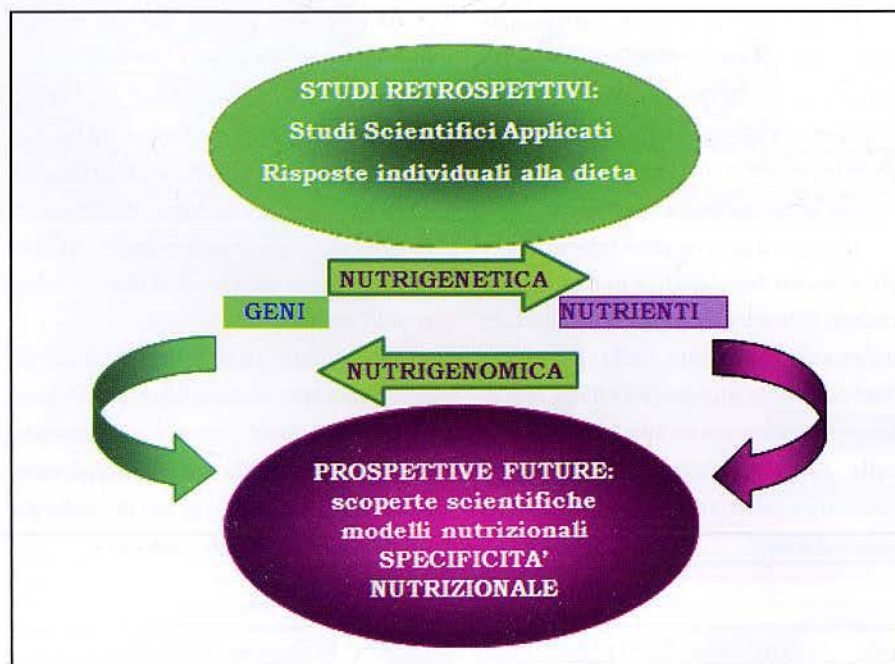 STUDI RETROSPETTIVI:
Studi Scientifici Applicati
Risposte individuali alla dieta
NUTRIGENETICA
GENI
NUTRIENTI
NUTRIGENOMICA
PROSPETTIVE FUTURE:
scoperte scientifiche
modelli nutrizionali
SPECIFICITA'
NUTRIZIONALE